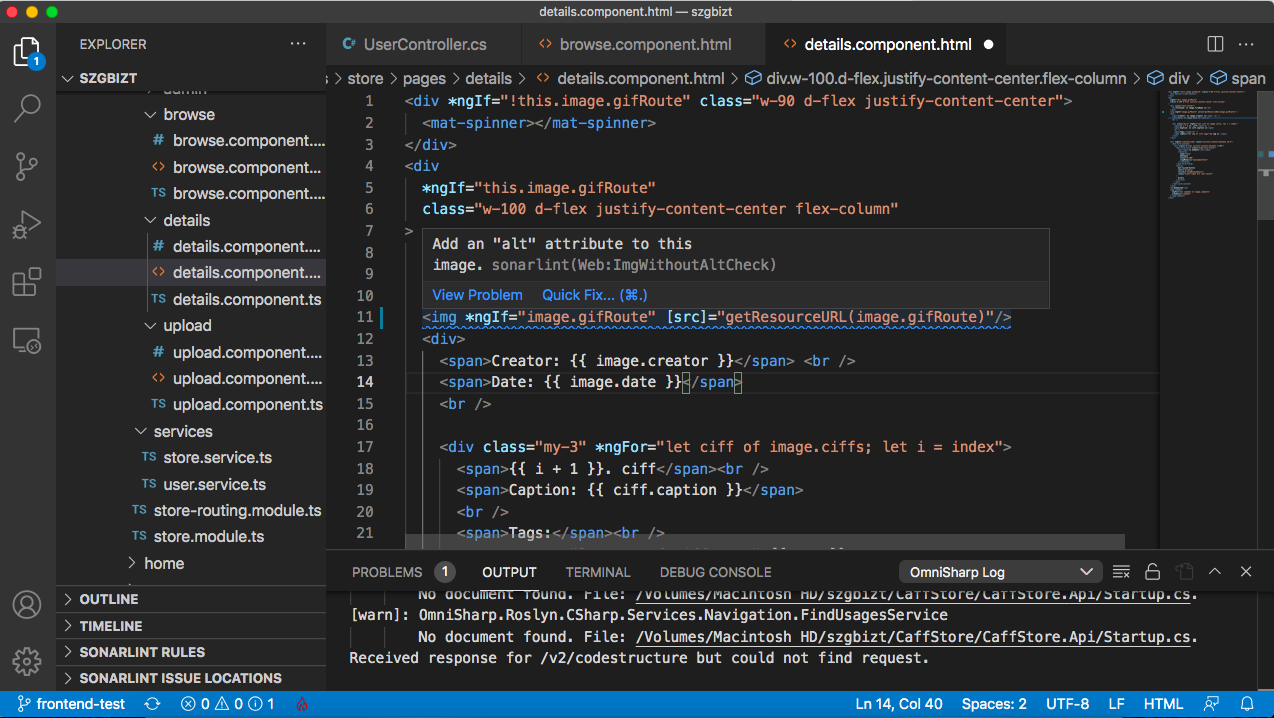 details.component.html — szgbizt
1
EXPLORER
SZGBIZT
admin
browse
# browse.component....
<> browse.component...
TS browse.component....
details
# details.component....
<> details.component....
TS details.component.ts
upload
# upload.component....
<> upload.component....
TS upload.component.ts
services
TS store.service.ts
TS user.service.ts
TS store-routing.module.ts
TS store.module.ts
home
OUTLINE
TIMELINE
SONARLINT RULES
SONARLINT ISSUE LOCATIONS
UserController.cs
<> browse.component.html
<> details.component.html
s > store > pages > details > <> details.component.html > div.w-100.d-flex.justify-content-center.flex-column > div > span
1 <div *ngIf="!this.image.gifRoute" class="w-90 d-flex justify-content-center">
2 <mat-spinner></mat-spinner>
3 </div>
4 <div
5 *ngIf="this.image.gifRoute"
6 class="w-100 d-flex justify-content-center flex-column"
7 >
8
9
10
Add an "alt" attribute to this
image. sonarlint(Web:ImgWithoutAltCheck)
View Problem Quick Fix... (⌘.)
11 <img *ngIf="image.gifRoute" [src]="getResourceURL(image.gifRoute)"/>
12 <div>
13 <span>Creator: {{ image.creator }}</span> <br />
14 <span>Date: {{ image.date }}</span>
15 <br />
16
17 <div class="my-3" *ngFor="let ciff of image.ciffs; let i = index">
18 <span>{{ i + 1 }}. ciff</span><br />
19 <span>Caption: {{ ciff.caption }}</span>
20 <br />
21 <span>Tags:</span><br />
PROBLEMS 1 OUTPUT TERMINAL DEBUG CONSOLE OmniSharp Log
No document found. File: /Volumes/Macintosh HD/szgbizt/CaffStore/CaffStore.Api/Startup.cs.
[warn]: OmniSharp.Roslyn.CSharp.Services.Navigation.FindUsagesService
No document found. File: /Volumes/Macintosh HD/szgbizt/CaffStore/CaffStore.Api/Startup.cs.
Received response for /v2/codestructure but could not find request.
frontend-test 0 0 1 Ln 14, Col 40 Spaces: 2 UTF-8 LF HTML